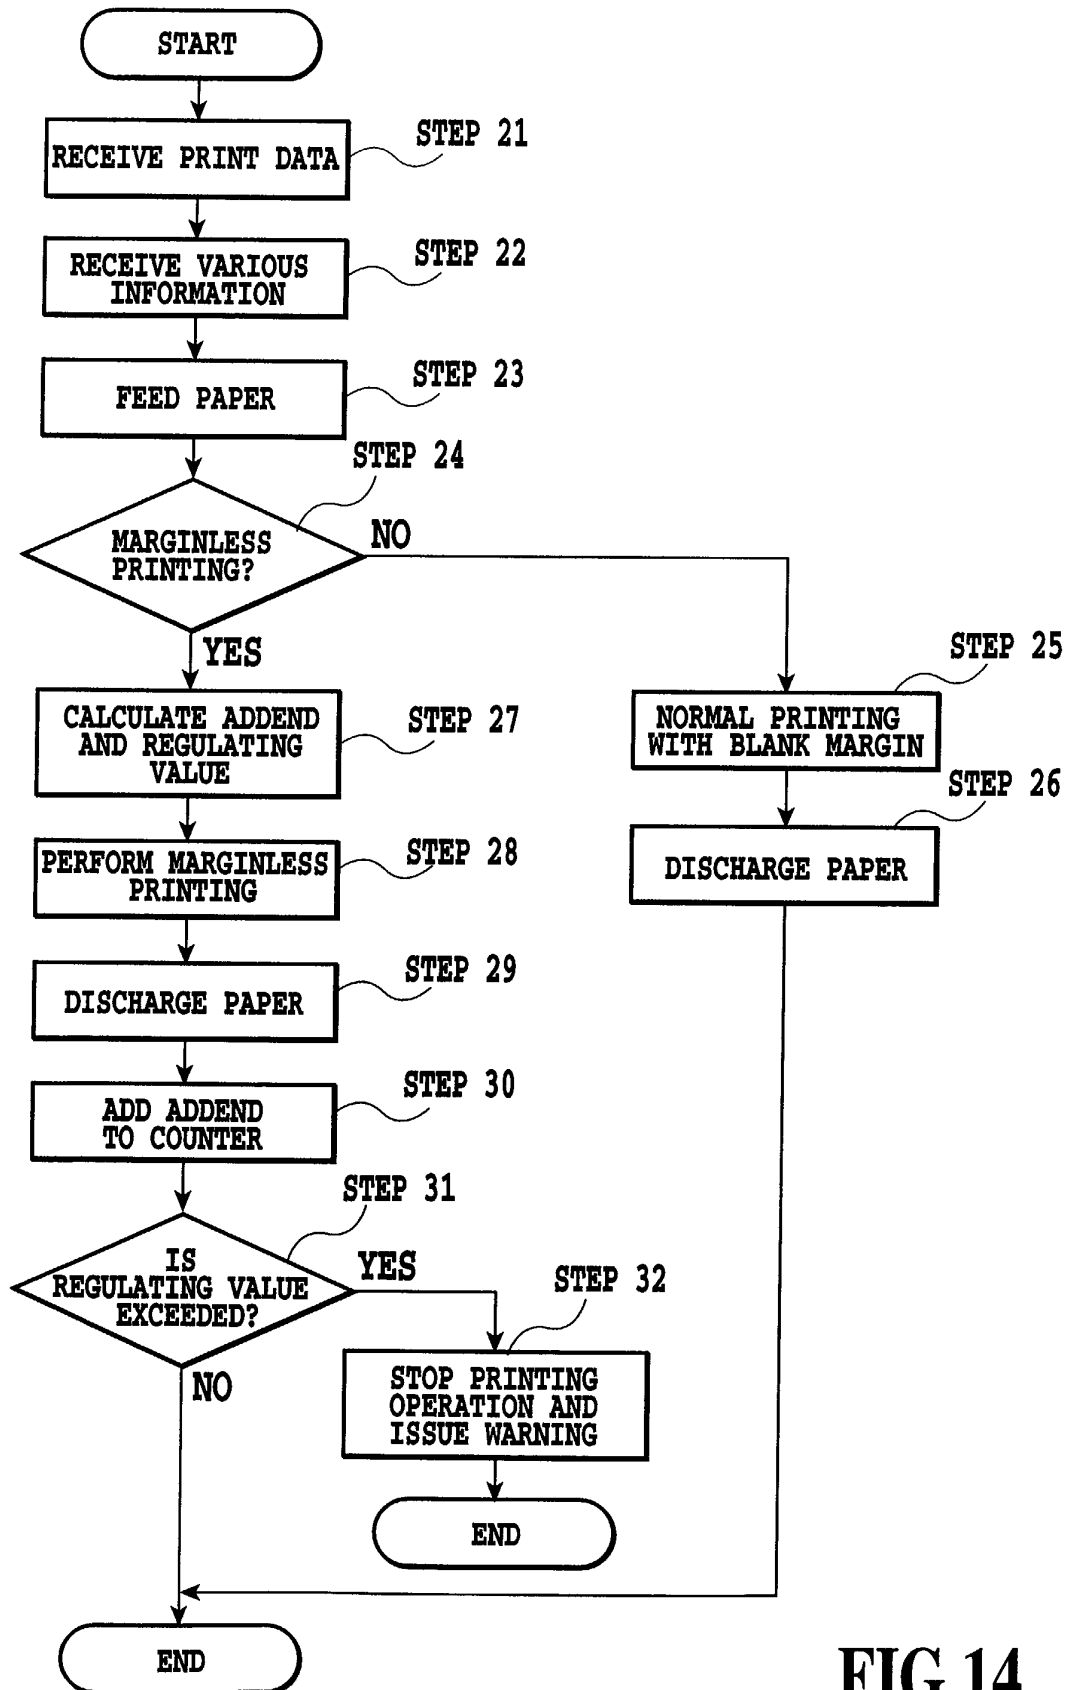 START
RECEIVE PRINT DATA
STEP 21
RECEIVE VARIOUS
INFORMATION
STEP 22
FEED PAPER
STEP 23
STEP 24
MARGINLESS
PRINTING?
NO
YES
STEP 25
NORMAL PRINTING
WITH BLANK MARGIN
CALCULATE ADDEND
AND REGULATING
VALUE
STEP 27
STEP 26
DISCHARGE PAPER
PERFORM MARGINLESS
PRINTING
STEP 28
DISCHARGE PAPER
STEP 29
ADD ADDEND
TO COUNTER
STEP 30
STEP 31
IS
REGULATING VALUE
EXCEEDED?
YES
NO
STEP 32
STOP PRINTING
OPERATION AND
ISSUE WARNING
END
END
FIG.14